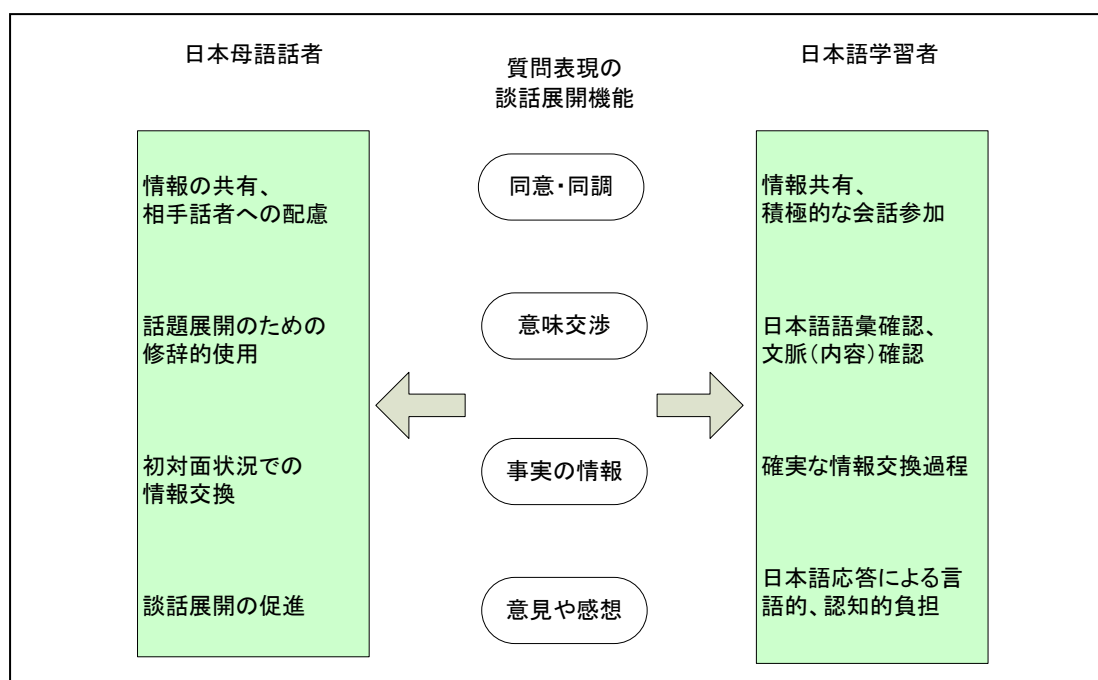 日本母語話者
質問表現の
談話展開機能
日本語学習者
情報の共有、
相手話者への配慮
同意・同調
情報共有、
積極的な会話参加
話題展開のための
修辞的使用
意味交渉
日本語語彙確認、
文脈(内容)確認
初対面状況での
情報交換
事実の情報
確実な情報交換過程
談話展開の促進
意見や感想
日本語応答による言
語的、認知的負担